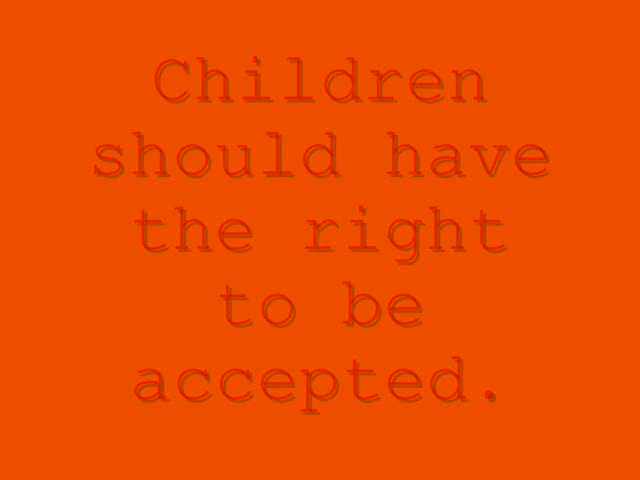 Children
should have
the right
to be
accepted.